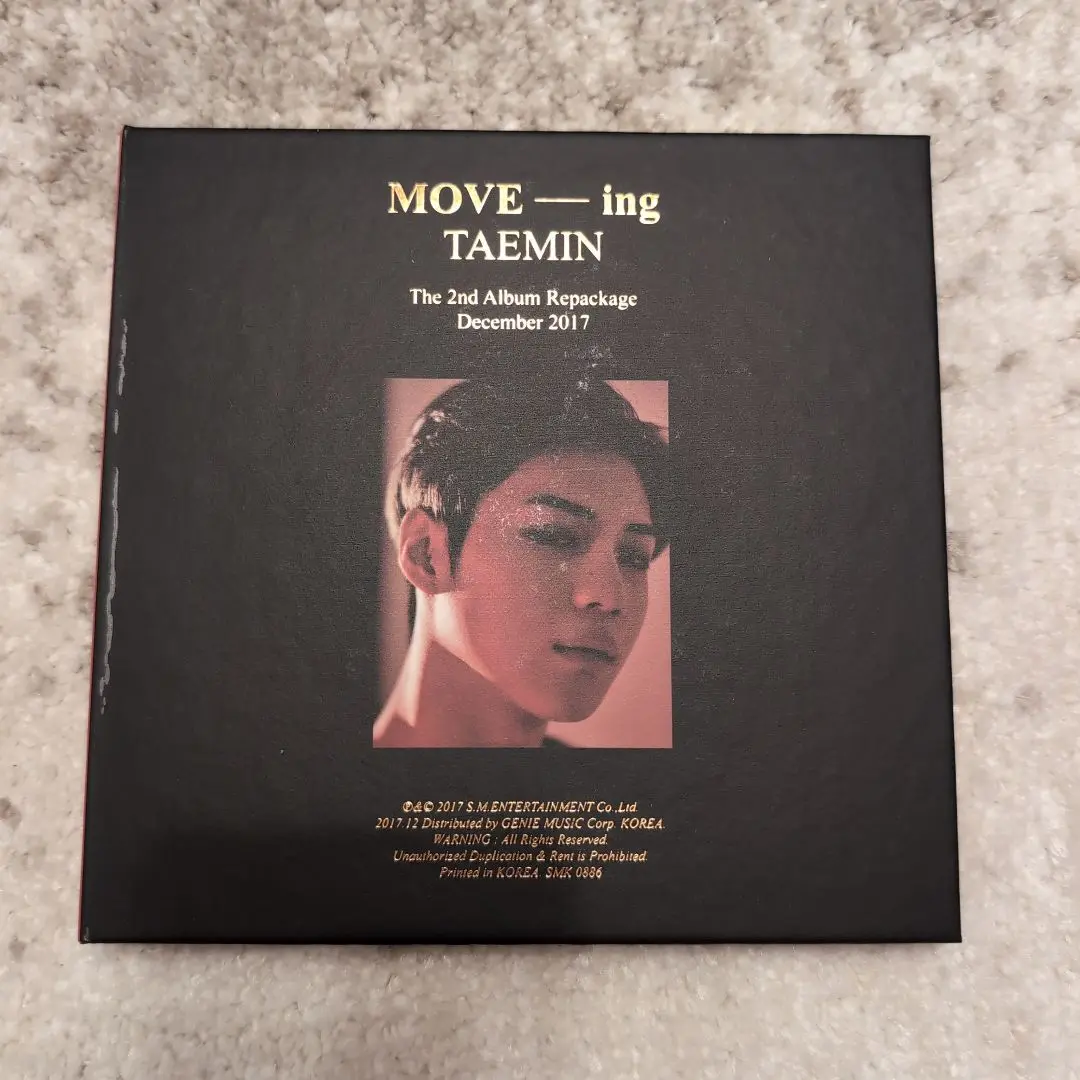 MOVE — ing
TAEMIN
The 2nd Album Repackage
December 2017
℗&© 2017 S.M.ENTERTAINMENT Co.,Ltd.
2017.12 Distributed by GENIE MUSIC Corp. KOREA.
WARNING : All Rights Reserved.
Unauthorized Duplication & Rent is Prohibited.
Printed in KOREA. SMK 0886